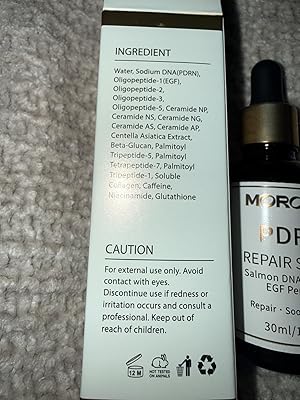 INGREDIENT
Water, Sodium DNA(PDRN),
Oligopeptide-1(EGF),
Oligopeptide-2,
Oligopeptide-3,
Oligopeptide-5, Ceramide NP,
Ceramide NS, Ceramide NG,
Ceramide AS, Ceramide AP,
Centella Asiatica Extract,
Beta-Glucan, Palmitoyl
Tripeptide-5, Palmitoyl
Tetrapeptide-7, Palmitoyl
Tripeptide-1, Soluble
Collagen, Caffeine,
Niacinamide, Glutathione
CAUTION
For external use only. Avoid
contact with eyes.
Discontinue use if redness or
irritation occurs and consult a
professional. Keep out of
reach of children.
12 M
NOT TESTED
ON ANIMALS
MORO
PDR
REPAIR S
Salmon DNA
EGF Pe
Repair · Soo
30ml/1